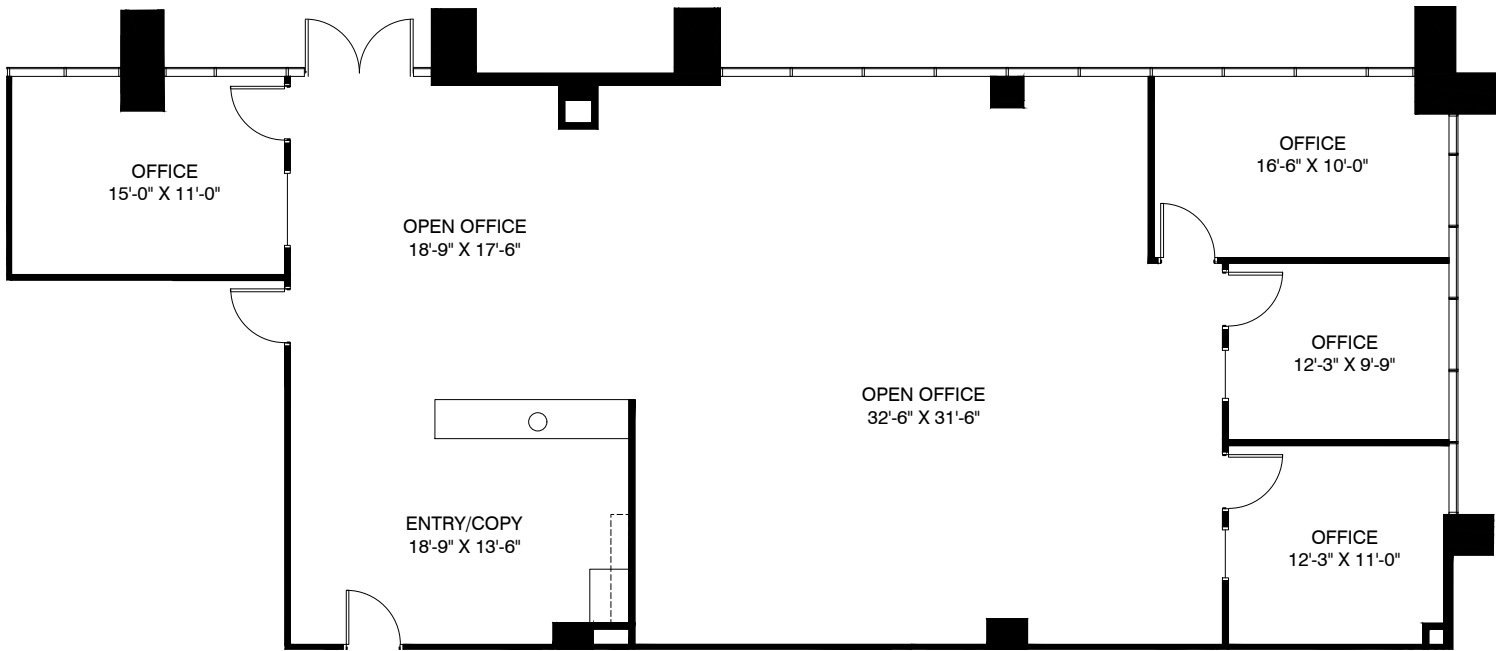 OFFICE
15'-0" X 11'-0"
OPEN OFFICE
18'-9" X 17'-6"
OFFICE
16'-6" X 10'-0"
OFFICE
12'-3" X 9'-9"
OPEN OFFICE
32'-6" X 31'-6"
ENTRY/COPY
18'-9" X 13'-6"
OFFICE
12'-3" X 11'-0"